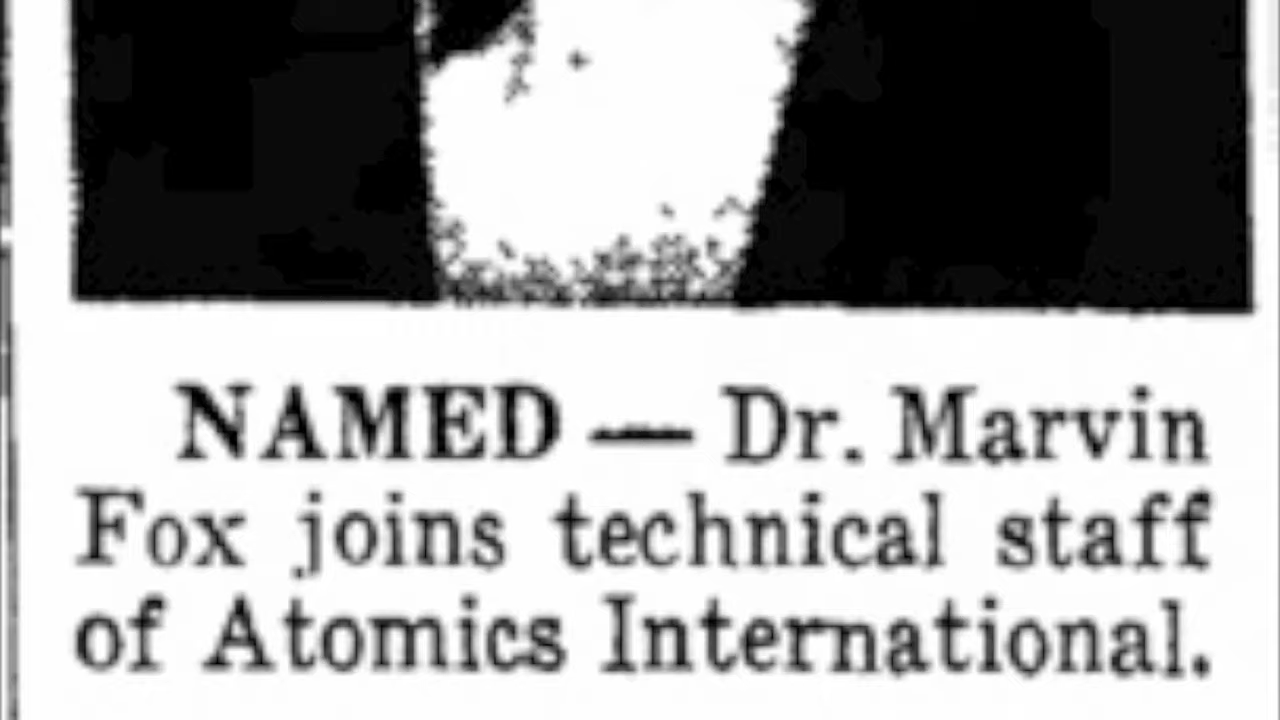 NAMED — Dr. Marvin
Fox joins technical staff
of Atomics International.